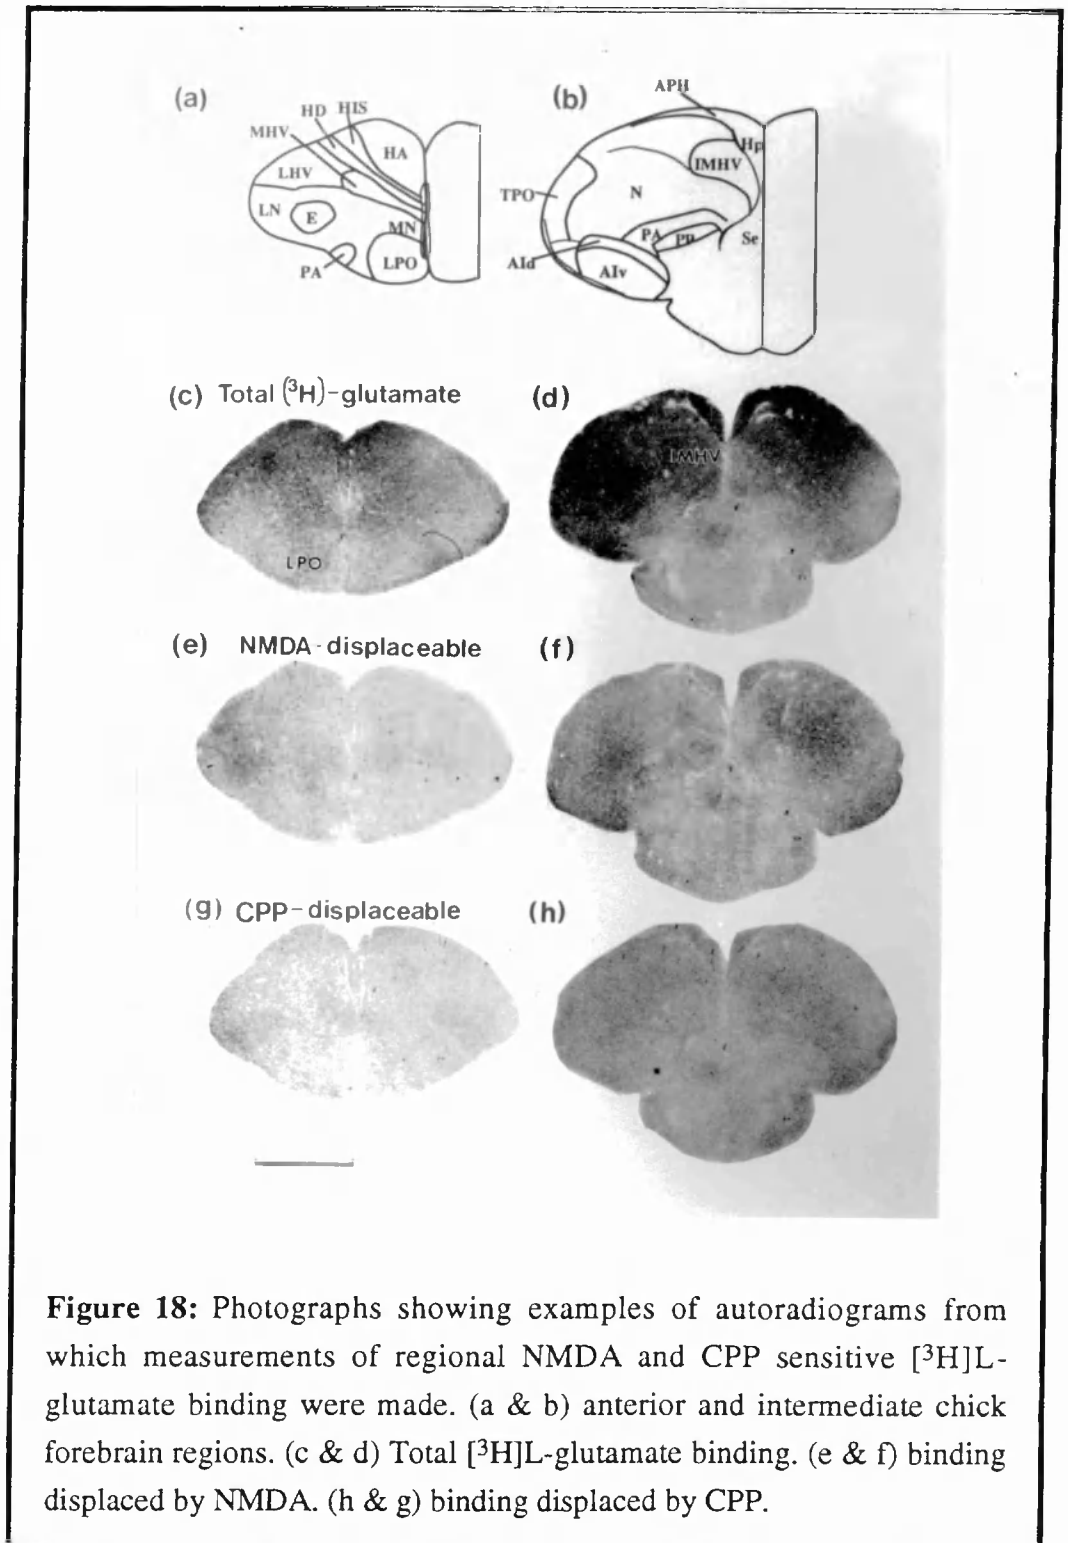 (a)
HD HIS
MHV
HA
LHV
LN
E
MN
PA
LPO
(b)
APH
Hp
IMHV
TPO
N
PA
PP
Se
AId
AIv
(c) Total (³H)-glutamate
(d)
IMHV
LPO
(e) NMDA-displaceable
(f)
(g) CPP-displaceable
(h)
Figure 18: Photographs showing examples of autoradiograms from
which measurements of regional NMDA and CPP sensitive [³H]L-
glutamate binding were made. (a & b) anterior and intermediate chick
forebrain regions. (c & d) Total [³H]L-glutamate binding. (e & f) binding
displaced by NMDA. (h & g) binding displaced by CPP.